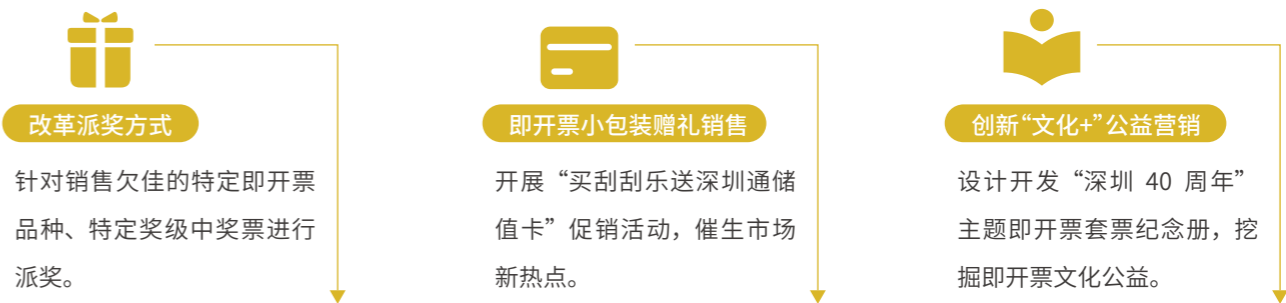 改革派奖方式
针对销售欠佳的特定即开票
品种、特定奖级中奖票进行
派奖。
即开票小包装赠礼销售
开展“买刮刮乐送深圳通储
值卡”促销活动，催生市场
新热点。
创新“文化+”公益营销
设计开发“深圳 40 周年”
主题即开票套票纪念册，挖
掘即开票文化公益。